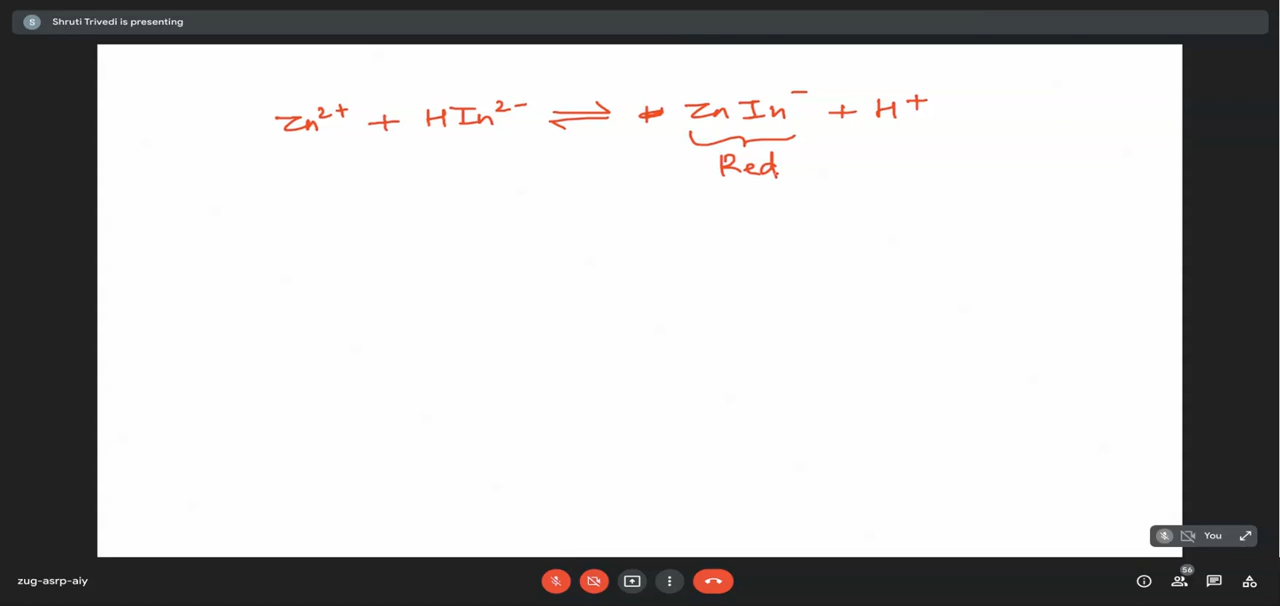 S Shruti Trivedi is presenting
Zn²⁺ + HIn²⁻ ⇌ ZnIn⁻ + H⁺
Red
You
zug-asrp-aiy
56